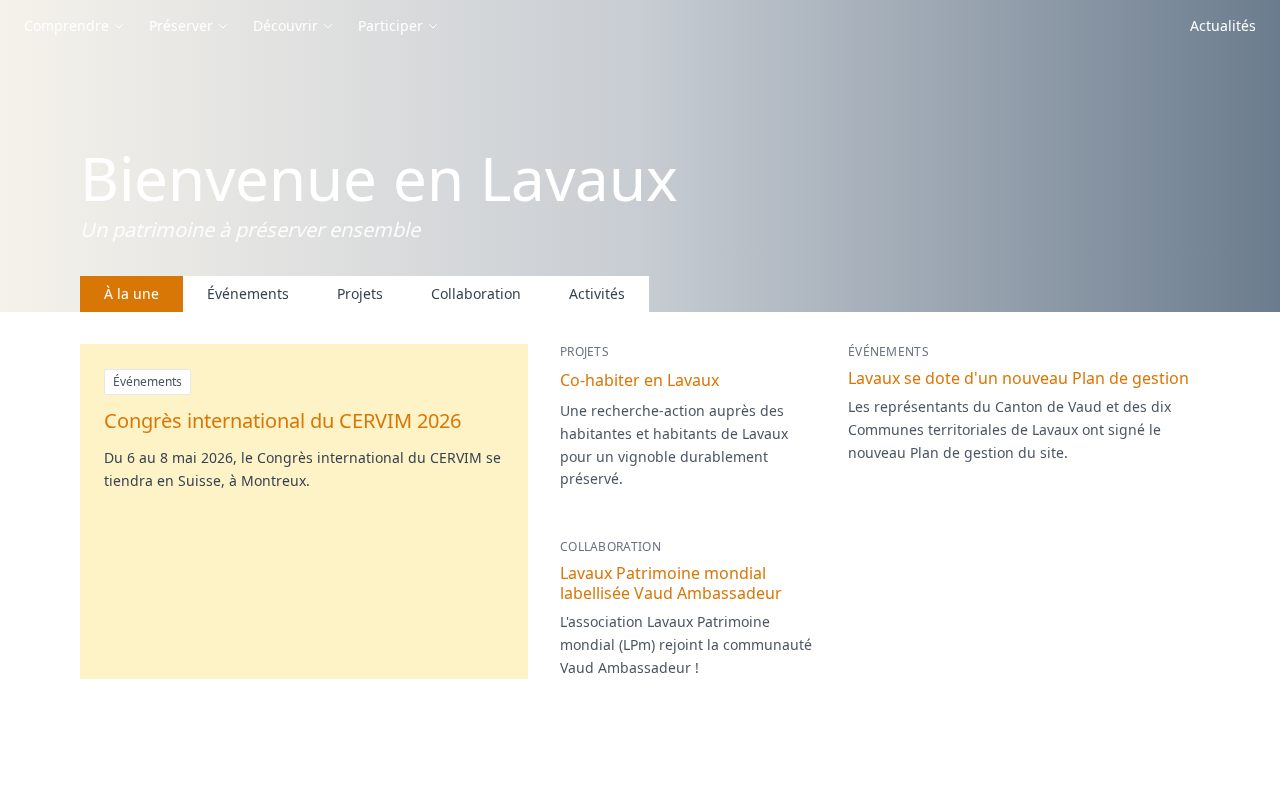 Comprendre
Préserver
Découvrir
Participer
Actualités
Bienvenue en Lavaux
Un patrimoine à préserver ensemble
À la une
Événements
Projets
Collaboration
Activités
Événements
Congrès international du CERVIM 2026
Du 6 au 8 mai 2026, le Congrès international du CERVIM se
tiendra en Suisse, à Montreux.
PROJETS
Co-habiter en Lavaux
Une recherche-action auprès des
habitantes et habitants de Lavaux
pour un vignoble durablement
préservé.
COLLABORATION
Lavaux Patrimoine mondial
labellisée Vaud Ambassadeur
L'association Lavaux Patrimoine
mondial (LPm) rejoint la communauté
Vaud Ambassadeur !
ÉVÉNEMENTS
Lavaux se dote d'un nouveau Plan de gestion
Les représentants du Canton de Vaud et des dix
Communes territoriales de Lavaux ont signé le
nouveau Plan de gestion du site.